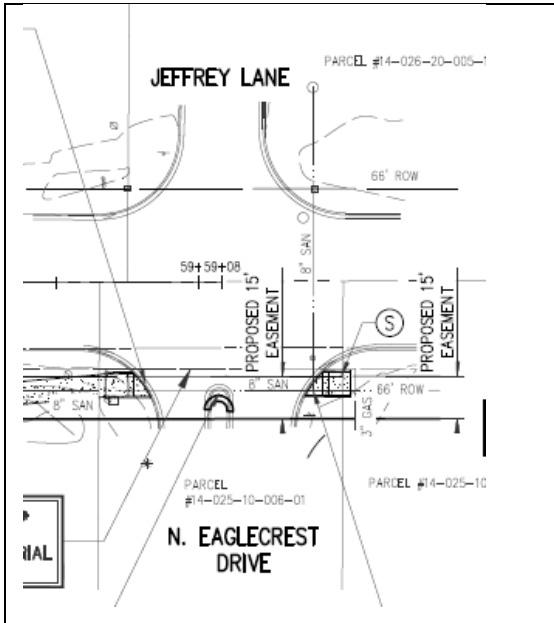 JEFFREY LANE
PARCEL #14-026-20-005-1
66' ROW
8" SAN
59+
59+08
PROPOSED 15'
EASEMENT
PROPOSED 15'
EASEMENT
S
8" SAN
66' ROW
8" SAN
3" GAS
PARCEL
#14-025-10-006-01
PARCEL #14-025-10
N. EAGLECREST
DRIVE
IAL